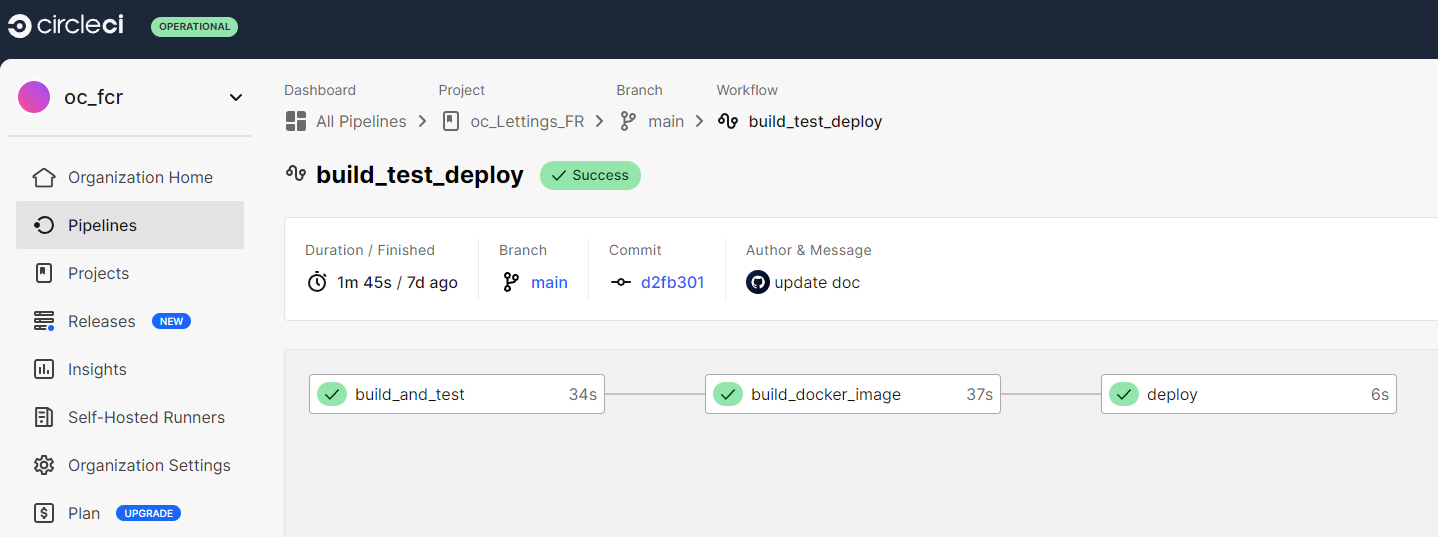 circleci OPERATIONAL
oc_fcr
Organization Home
Pipelines
Projects
Releases NEW
Insights
Self-Hosted Runners
Organization Settings
Plan UPGRADE
Dashboard Project Branch Workflow
All Pipelines oc_Lettings_FR main build_test_deploy
build_test_deploy Success
Duration / Finished Branch Commit Author & Message
1m 45s / 7d ago main d2fb301 update doc
build_and_test 34s build_docker_image 37s deploy 6s